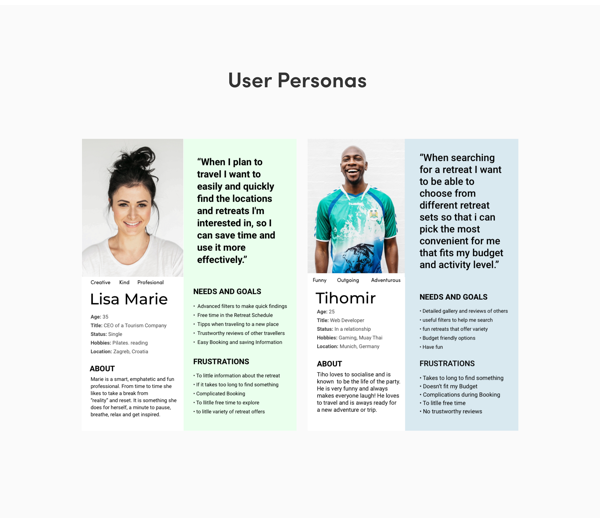 User Personas
Creative Kind Profesional
Lisa Marie
Age: 35
Title: CEO of a Tourism Company
Status: Single
Hobbies: Pilates. reading
Location: Zagreb, Croatia
ABOUT
Marie is a smart, emphatetic and fun
professional. From time to time she
likes to take a break from
"reality" and reset. It is something she
does for herself, a minute to pause,
breathe, relax and get inspired.
“When I plan to
travel I want to
easily and quickly
find the locations
and retreats I'm
interested in, so I
can save time and
use it more
effectively.”
NEEDS AND GOALS
• Advanced filters to make quick findings
• Free time in the Retreat Schedule
• Tipps when traveling to a new place
• Trustworthy reviews of other travellers
• Easy Booking and saving Information
FRUSTRATIONS
• To little information about the retreat
• If it takes too long to find something
• Complicated Booking
• To litlle free time to explore
• to little variety of retreat offers
Funny Outgoing Adventurous
Tihomir
Age: 25
Title: Web Developer
Status: In a relationship
Hobbies: Gaming, Muay Thai
Location: Munich, Germany
ABOUT
Tiho loves to socialise and is
known to be the life of the party.
He is very funny and always
makes everyone laugh! He loves
to travel and is aways ready for
a new adventure or trip.
“When searching
for a retreat I want
to be able to
choose from
different retreat
sets so that i can
pick the most
convenient for me
that fits my budget
and activity level.”
NEEDS AND GOALS
• Detailed gallery and reviews of others
• useful filters to help me search
• fun retreats that offer variety
• Budget friendly options
• Have fun
FRUSTRATIONS
• Takes to long to find something
• Doesn't fit my Budget
• Complications during Booking
• To litlle free time
• No trustworthy reviews